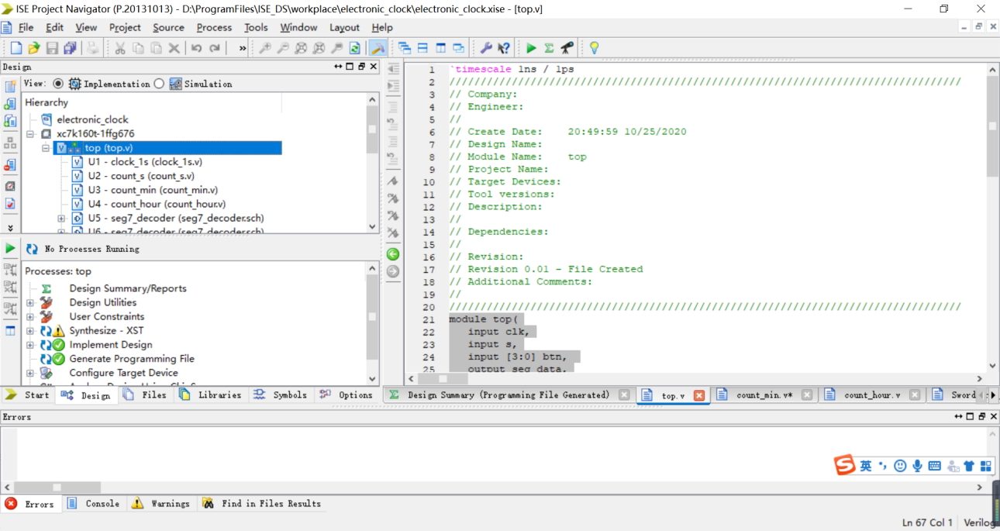 ISE Project Navigator (P.20131013) - D:\ProgramFiles\ISE_DS\workplace\electronic_clock\electronic_clock.xise - [top.v]
File Edit View Project Source Process Tools Window Layout Help
Design
View: Implementation Simulation
Hierarchy
electronic_clock
xc7k160t-1ffg676
top (top.v)
U1 - clock_1s (clock_1s.v)
U2 - count_s (count_s.v)
U3 - count_min (count_min.v)
U4 - count_hour (count_hour.v)
U5 - seg7_decoder (seg7_decoder.sch)
U6 - seg7_decoder (seg7_decoder.sch)
No Processes Running
Processes: top
Design Summary/Reports
Design Utilities
User Constraints
Synthesize - XST
Implement Design
Generate Programming File
Configure Target Device
Start Design Files Libraries Symbols Options
1 `timescale 1ns / 1ps
2 //////////////////////////////////////////////////////////////////////////////////
3 // Company:
4 // Engineer:
5 //
6 // Create Date: 20:49:59 10/25/2020
7 // Design Name:
8 // Module Name: top
9 // Project Name:
10 // Target Devices:
11 // Tool versions:
12 // Description:
13 //
14 // Dependencies:
15 //
16 // Revision:
17 // Revision 0.01 - File Created
18 // Additional Comments:
19 //
20 //////////////////////////////////////////////////////////////////////////////////
21 module top(
22 input clk,
23 input s,
24 input [3:0] btn,
25 output seg_data,
Design Summary (Programming File Generated) top.v count_min.v* count_hour.v Sword
Errors
英
Errors Console Warnings Find in Files Results
Ln 67 Col 1 Verilog